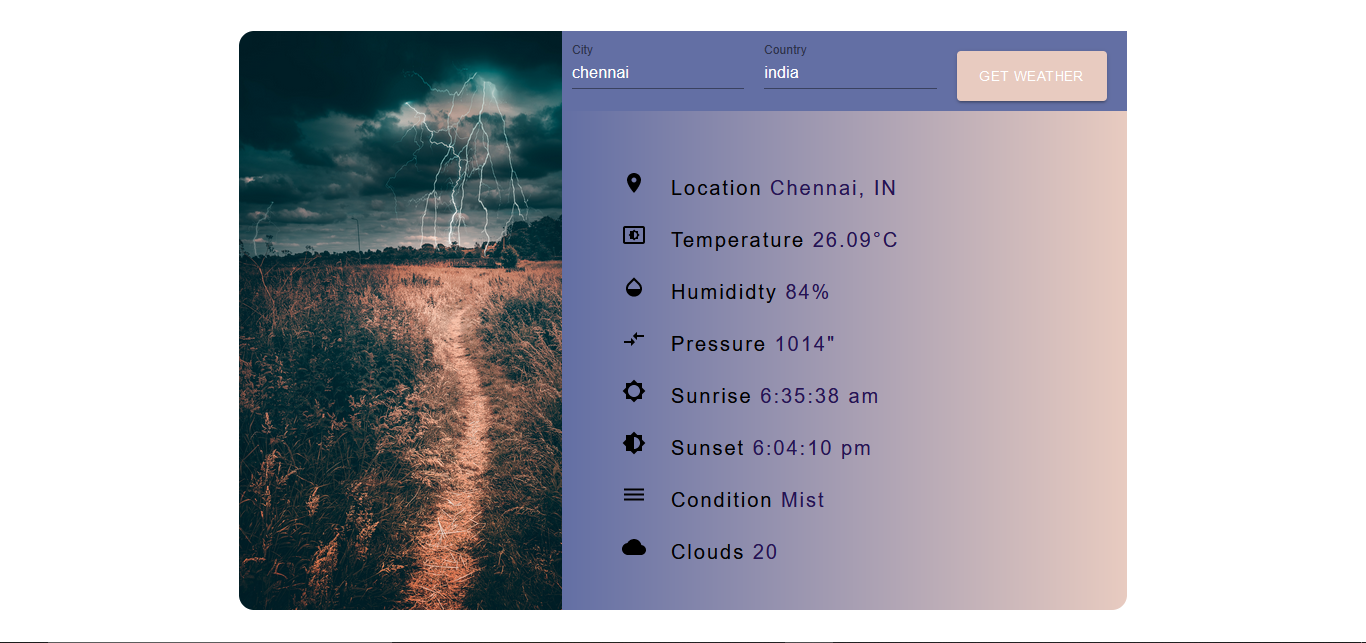 City
Country
chennai
india
GET WEATHER
Location Chennai, IN
Temperature 26.09°C
Humididty 84%
Pressure 1014"
Sunrise 6:35:38 am
Sunset 6:04:10 pm
Condition Mist
Clouds 20